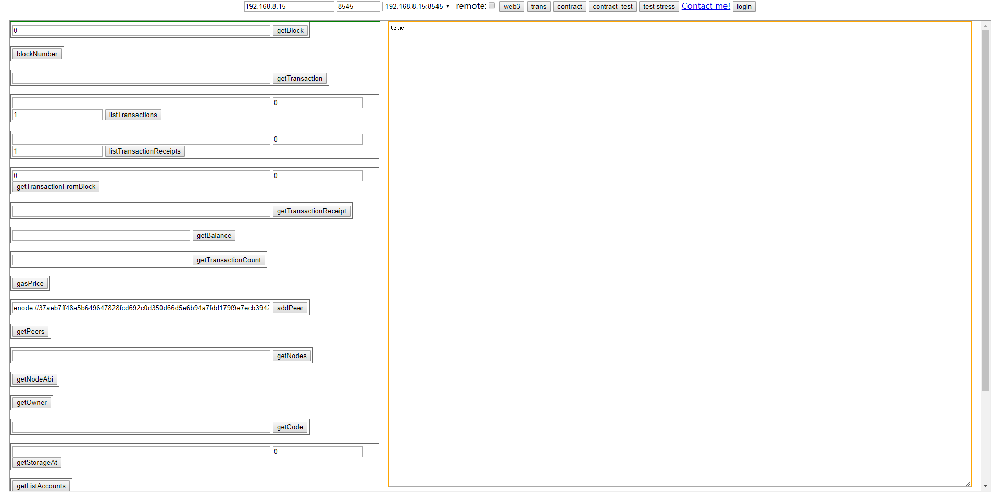 192.168.8.15 8545 192.168.8.15:8545 remote: web3 trans contract contract_test test stress Contact me! login
0 getBlock
true
blockNumber
getTransaction
0
1 listTransactions
0
1 listTransactionReceipts
0 0
getTransactionFromBlock
getTransactionReceipt
getBalance
getTransactionCount
gasPrice
enode://37aeb7ff48a5b649647828fcd692c0d350d66d5e6b94a7fdd179f9e7ecb3942 addPeer
getPeers
getNodes
getNodeAbi
getOwner
getCode
0
getStorageAt
getListAccounts